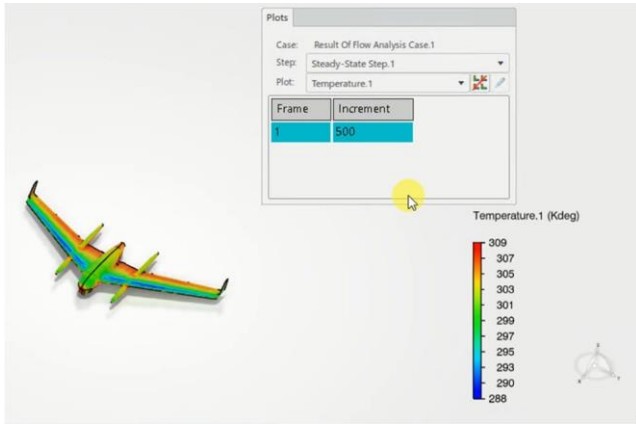 Plots
Case: Result Of Flow Analysis Case.1
Step: Steady-State Step.1
Plot: Temperature.1
Frame Increment
1 500
Temperature.1 (Kdeg)
309
307
305
303
301
299
297
295
293
290
288